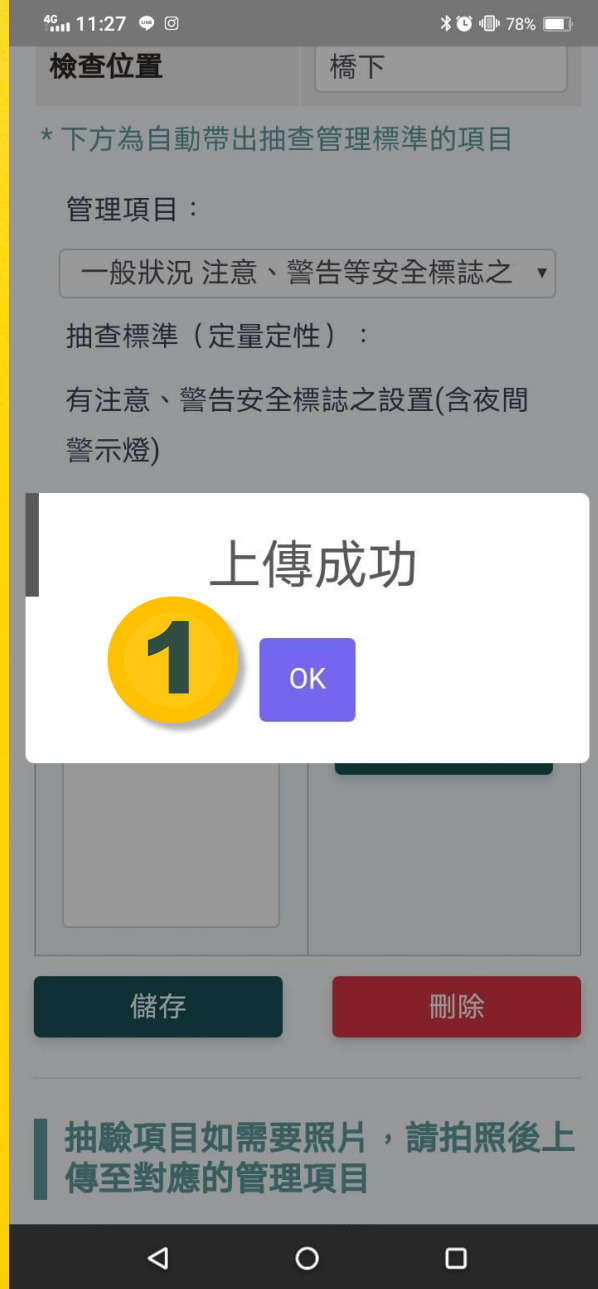 4G 11:27 78%
檢查位置 橋下
* 下方為自動帶出抽查管理標準的項目
管理項目：
一般狀況 注意、警告等安全標誌之
抽查標準（定量定性）：
有注意、警告安全標誌之設置(含夜間
警示燈)
上傳成功
1
OK
儲存 刪除
抽驗項目如需要照片，請拍照後上
傳至對應的管理項目